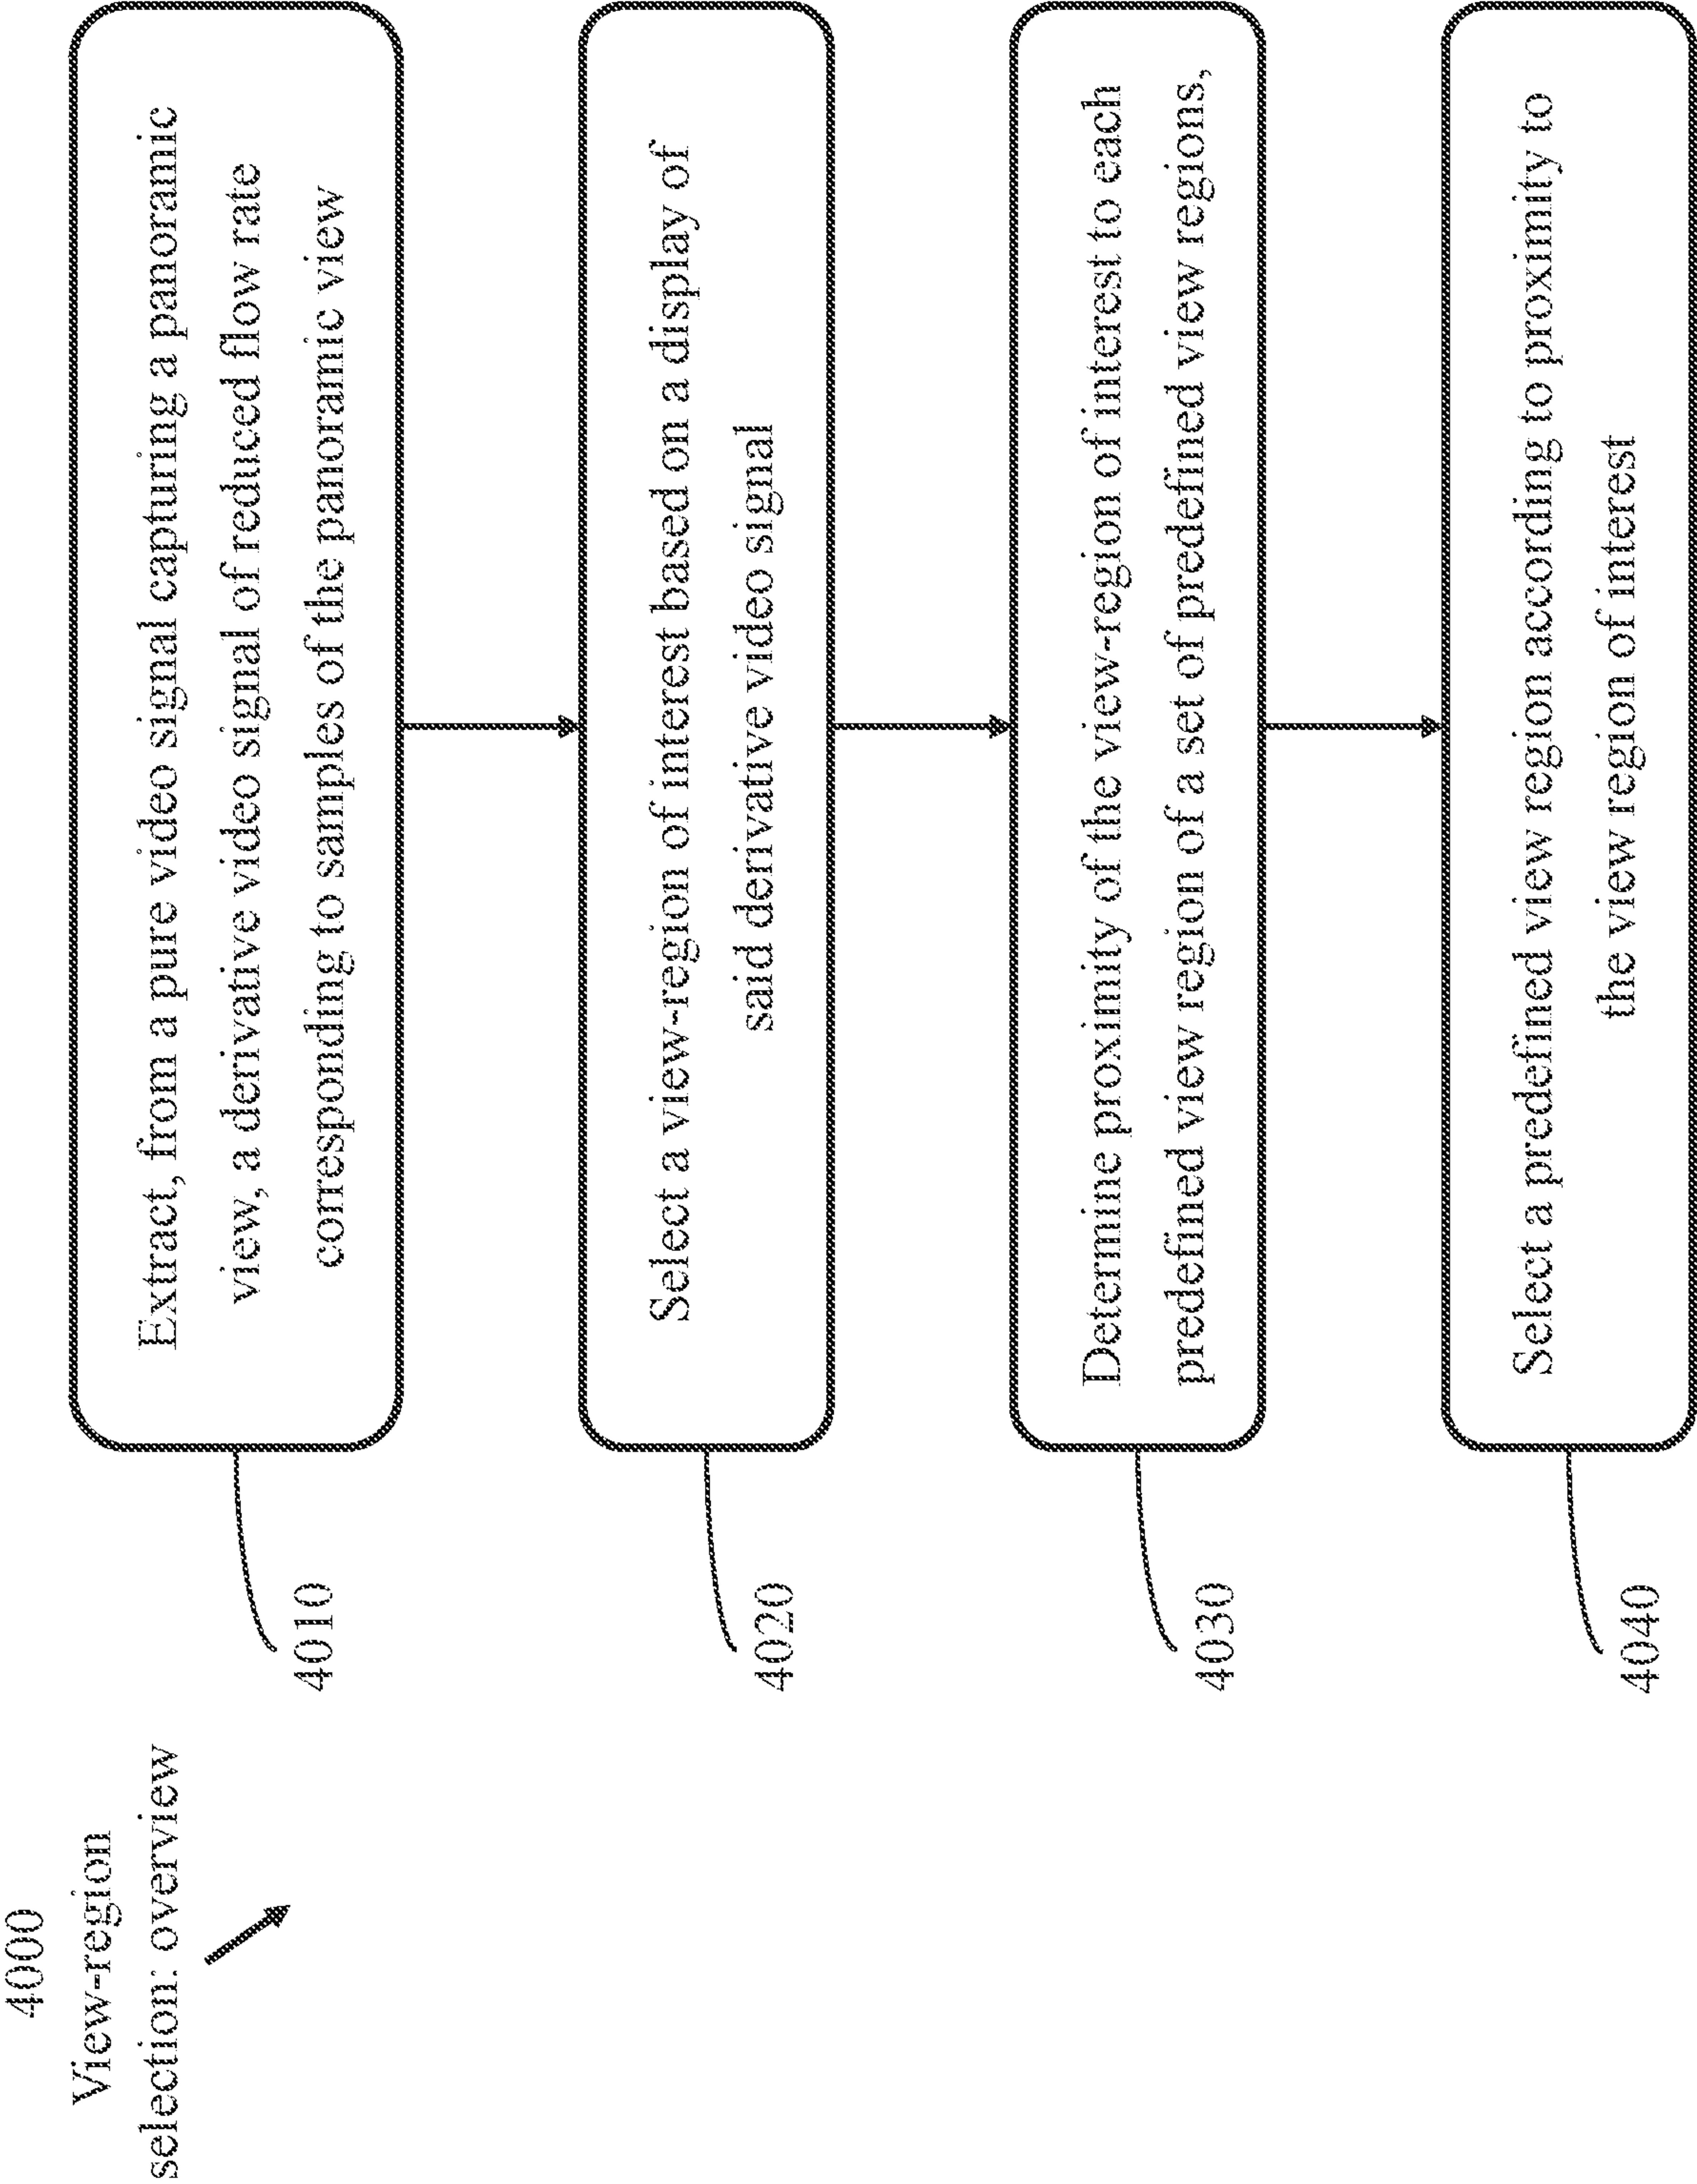 4000
View-region
selection: overview
Extract, from a pure video signal capturing a panoramic
view, a derivative video signal of reduced flow rate
corresponding to samples of the panoramic view
4010
Select a view-region of interest based on a display of
said derivative video signal
4020
Determine proximity of the view-region of interest to each
predefined view region of a set of predefined view regions,
4030
Select a predefined view region according to proximity to
the view region of interest
4040